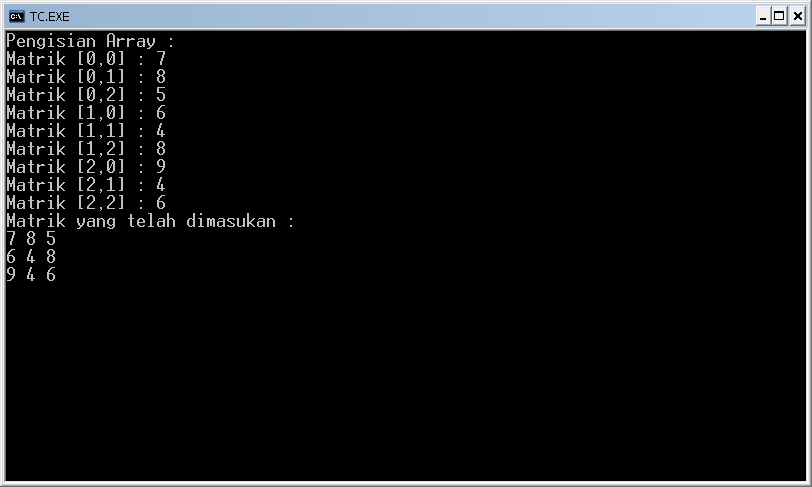 TC.EXE
Pengisian Array :
Matrik [0,0] : 7
Matrik [0,1] : 8
Matrik [0,2] : 5
Matrik [1,0] : 6
Matrik [1,1] : 4
Matrik [1,2] : 8
Matrik [2,0] : 9
Matrik [2,1] : 4
Matrik [2,2] : 6
Matrik yang telah dimasukan :
7 8 5
6 4 8
9 4 6